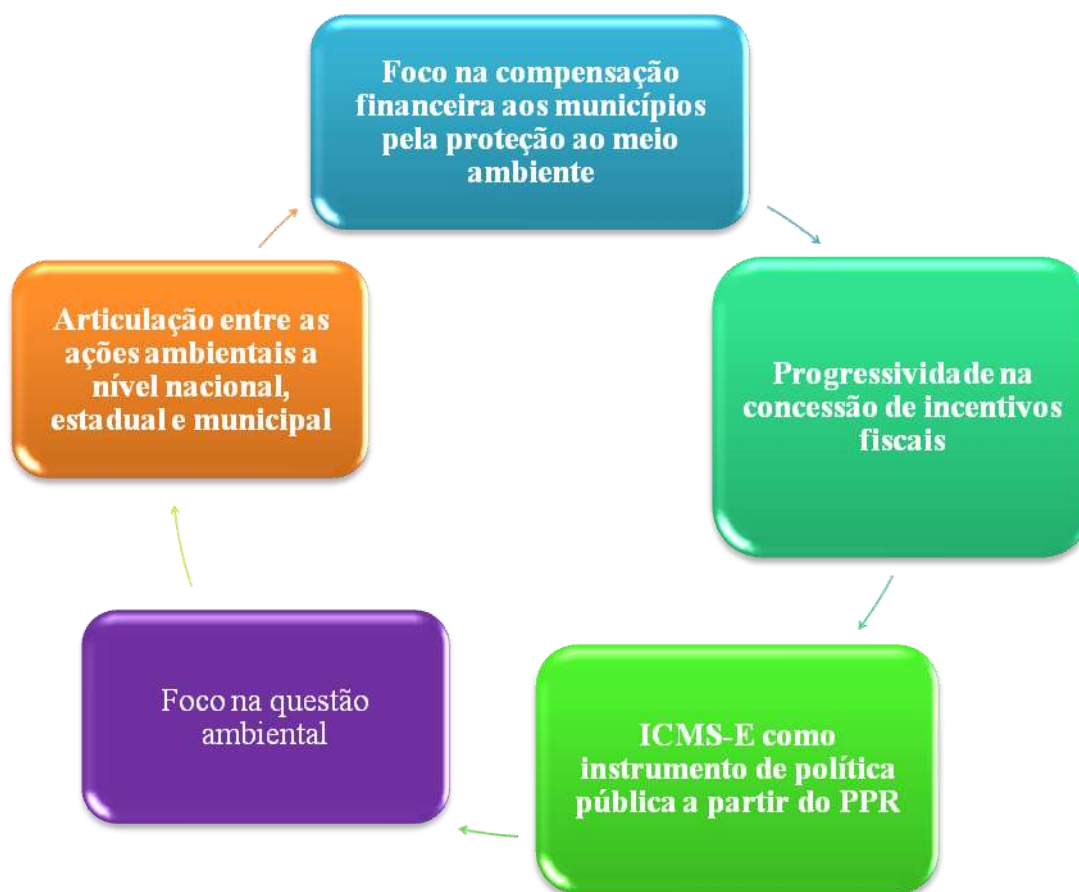 Foco na compensação
financeira aos municípios
pela proteção ao meio
ambiente
Progressividade na
concessão de incentivos
fiscais
ICMS-E como
instrumento de política
pública a partir do PPR
Foco na questão
ambiental
Articulação entre as
ações ambientais a
nível nacional,
estadual e municipal